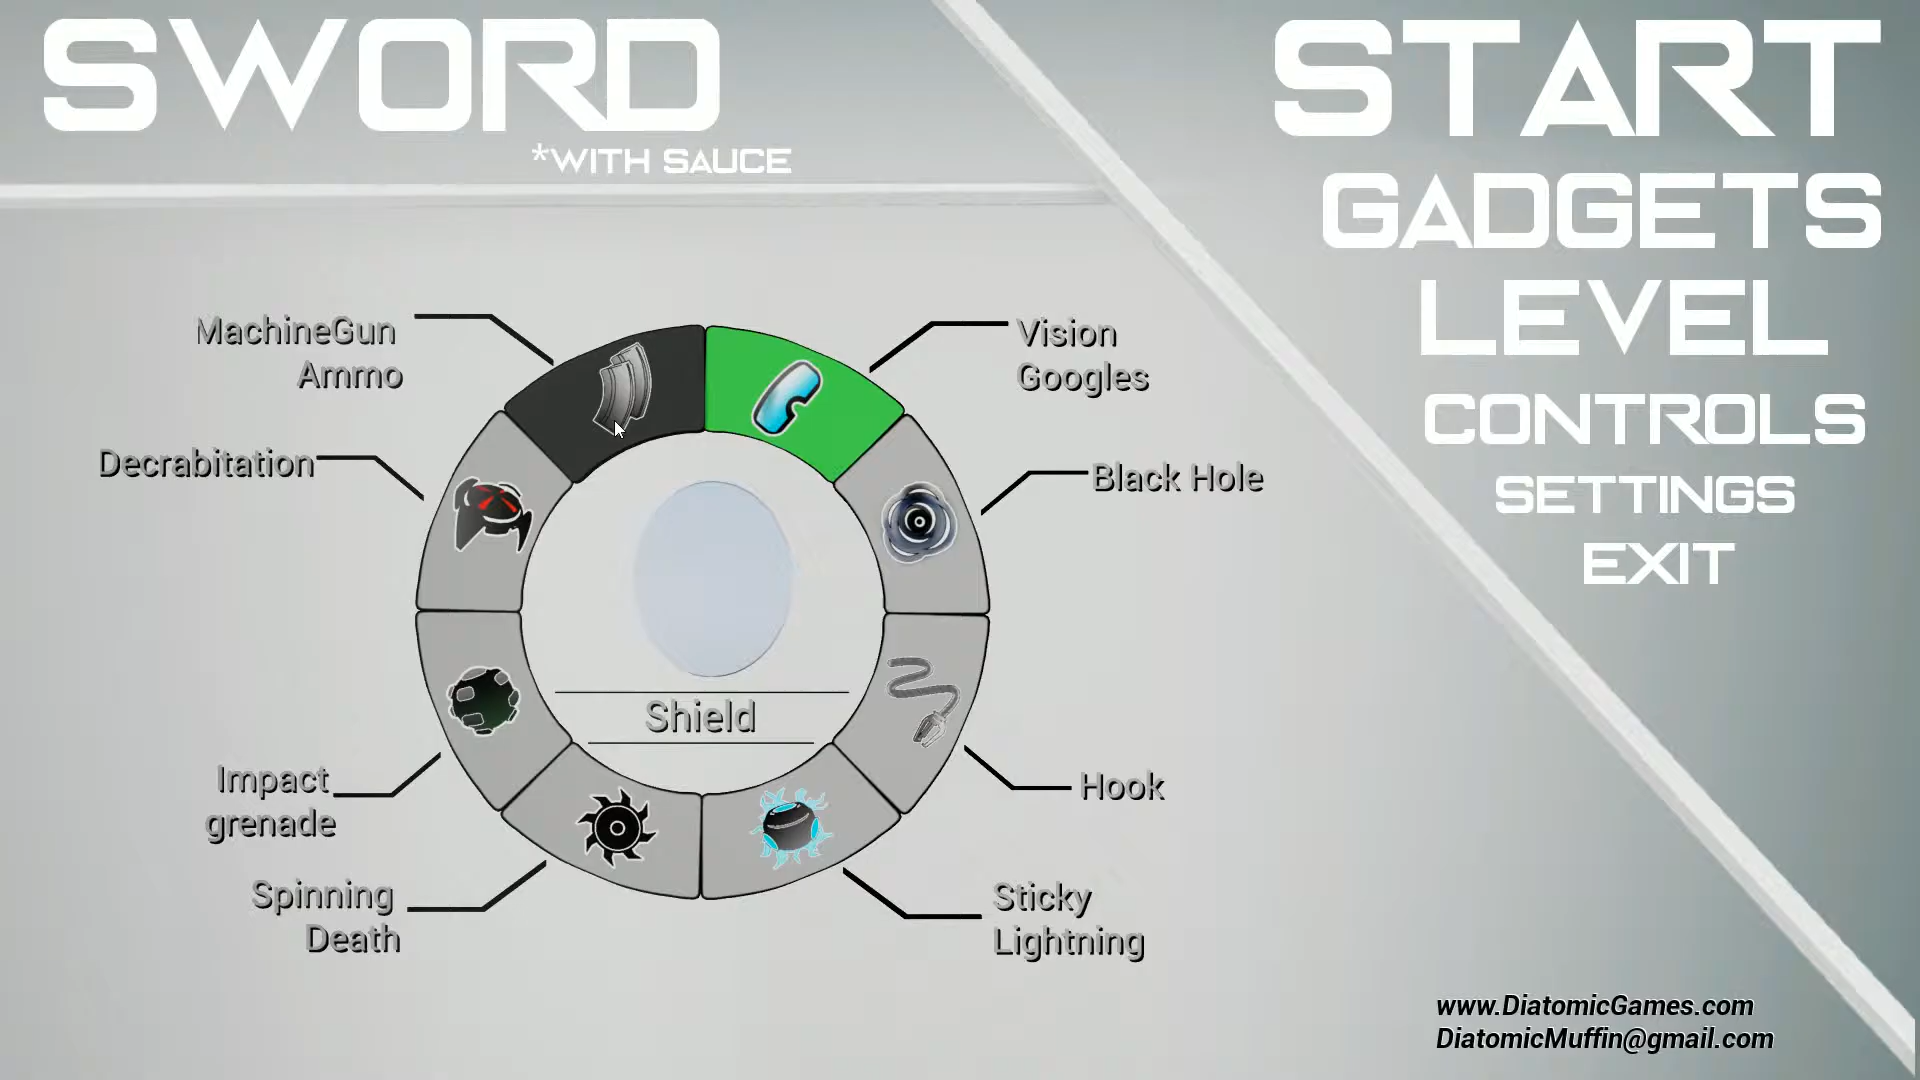 SWORD
*WITH SAUCE
START
GADGETS
LEVEL
CONTROLS
SETTINGS
EXIT
MachineGun
Ammo
Vision
Googles
Decrabitation
Black Hole
Shield
Impact
grenade
Hook
Spinning
Death
Sticky
Lightning
www.DiatomicGames.com
DiatomicMuffin@gmail.com